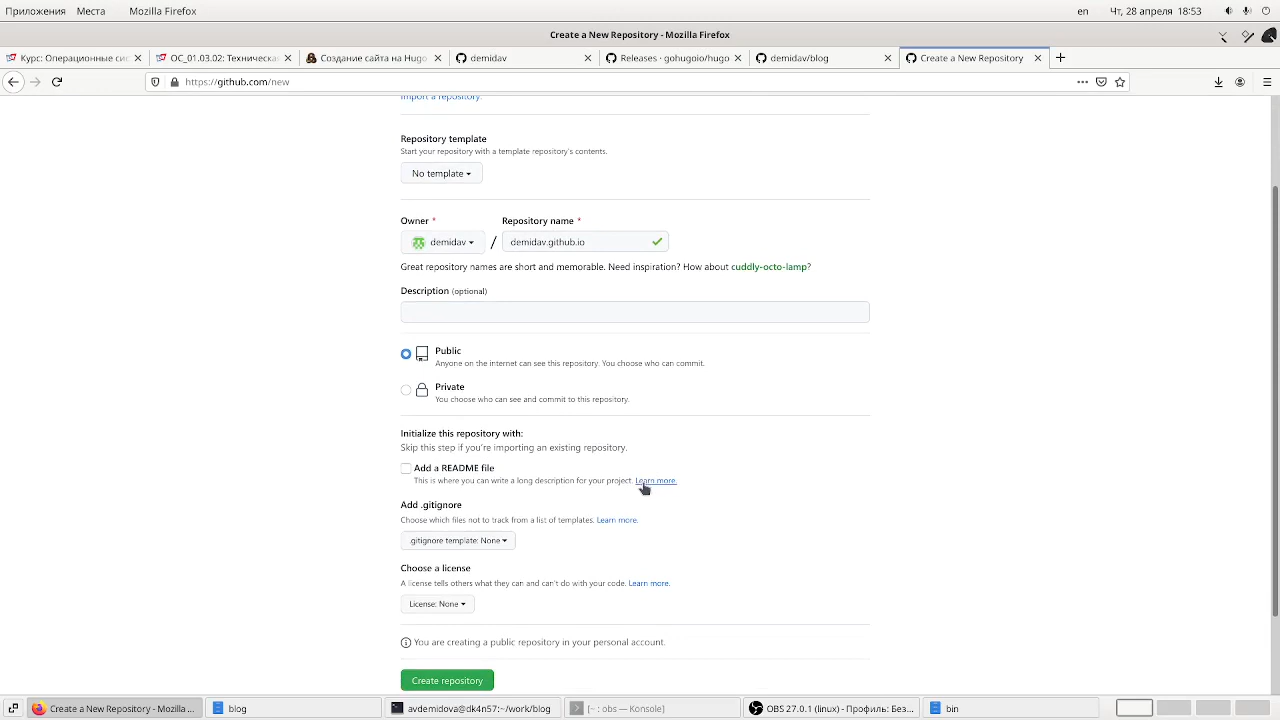 Приложения Места Mozilla Firefox en Чт, 28 апреля 18:53
Create a New Repository - Mozilla Firefox
Курс: Операционные сис ОС_01.03.02: Техническа Создание сайта на Hugo demidav Releases · gohugoio/hugo demidav/blog Create a New Repository
https://github.com/new
Import a repository.
Repository template
Start your repository with a template repository's contents.
No template
Owner * Repository name *
demidav / demidav.github.io
Great repository names are short and memorable. Need inspiration? How about cuddly-octo-lamp?
Description (optional)
Public
Anyone on the internet can see this repository. You choose who can commit.
Private
You choose who can see and commit to this repository.
Initialize this repository with:
Skip this step if you're importing an existing repository.
Add a README file
This is where you can write a long description for your project. Learn more.
Add .gitignore
Choose which files not to track from a list of templates. Learn more.
.gitignore template: None
Choose a license
A license tells others what they can and can't do with your code. Learn more.
License: None
You are creating a public repository in your personal account.
Create repository
Create a New Repository - Mozilla ... blog avdemidova@dk4n57:~/work/blog [~ : obs — Konsole] OBS 27.0.1 (linux) - Профиль: Без... bin